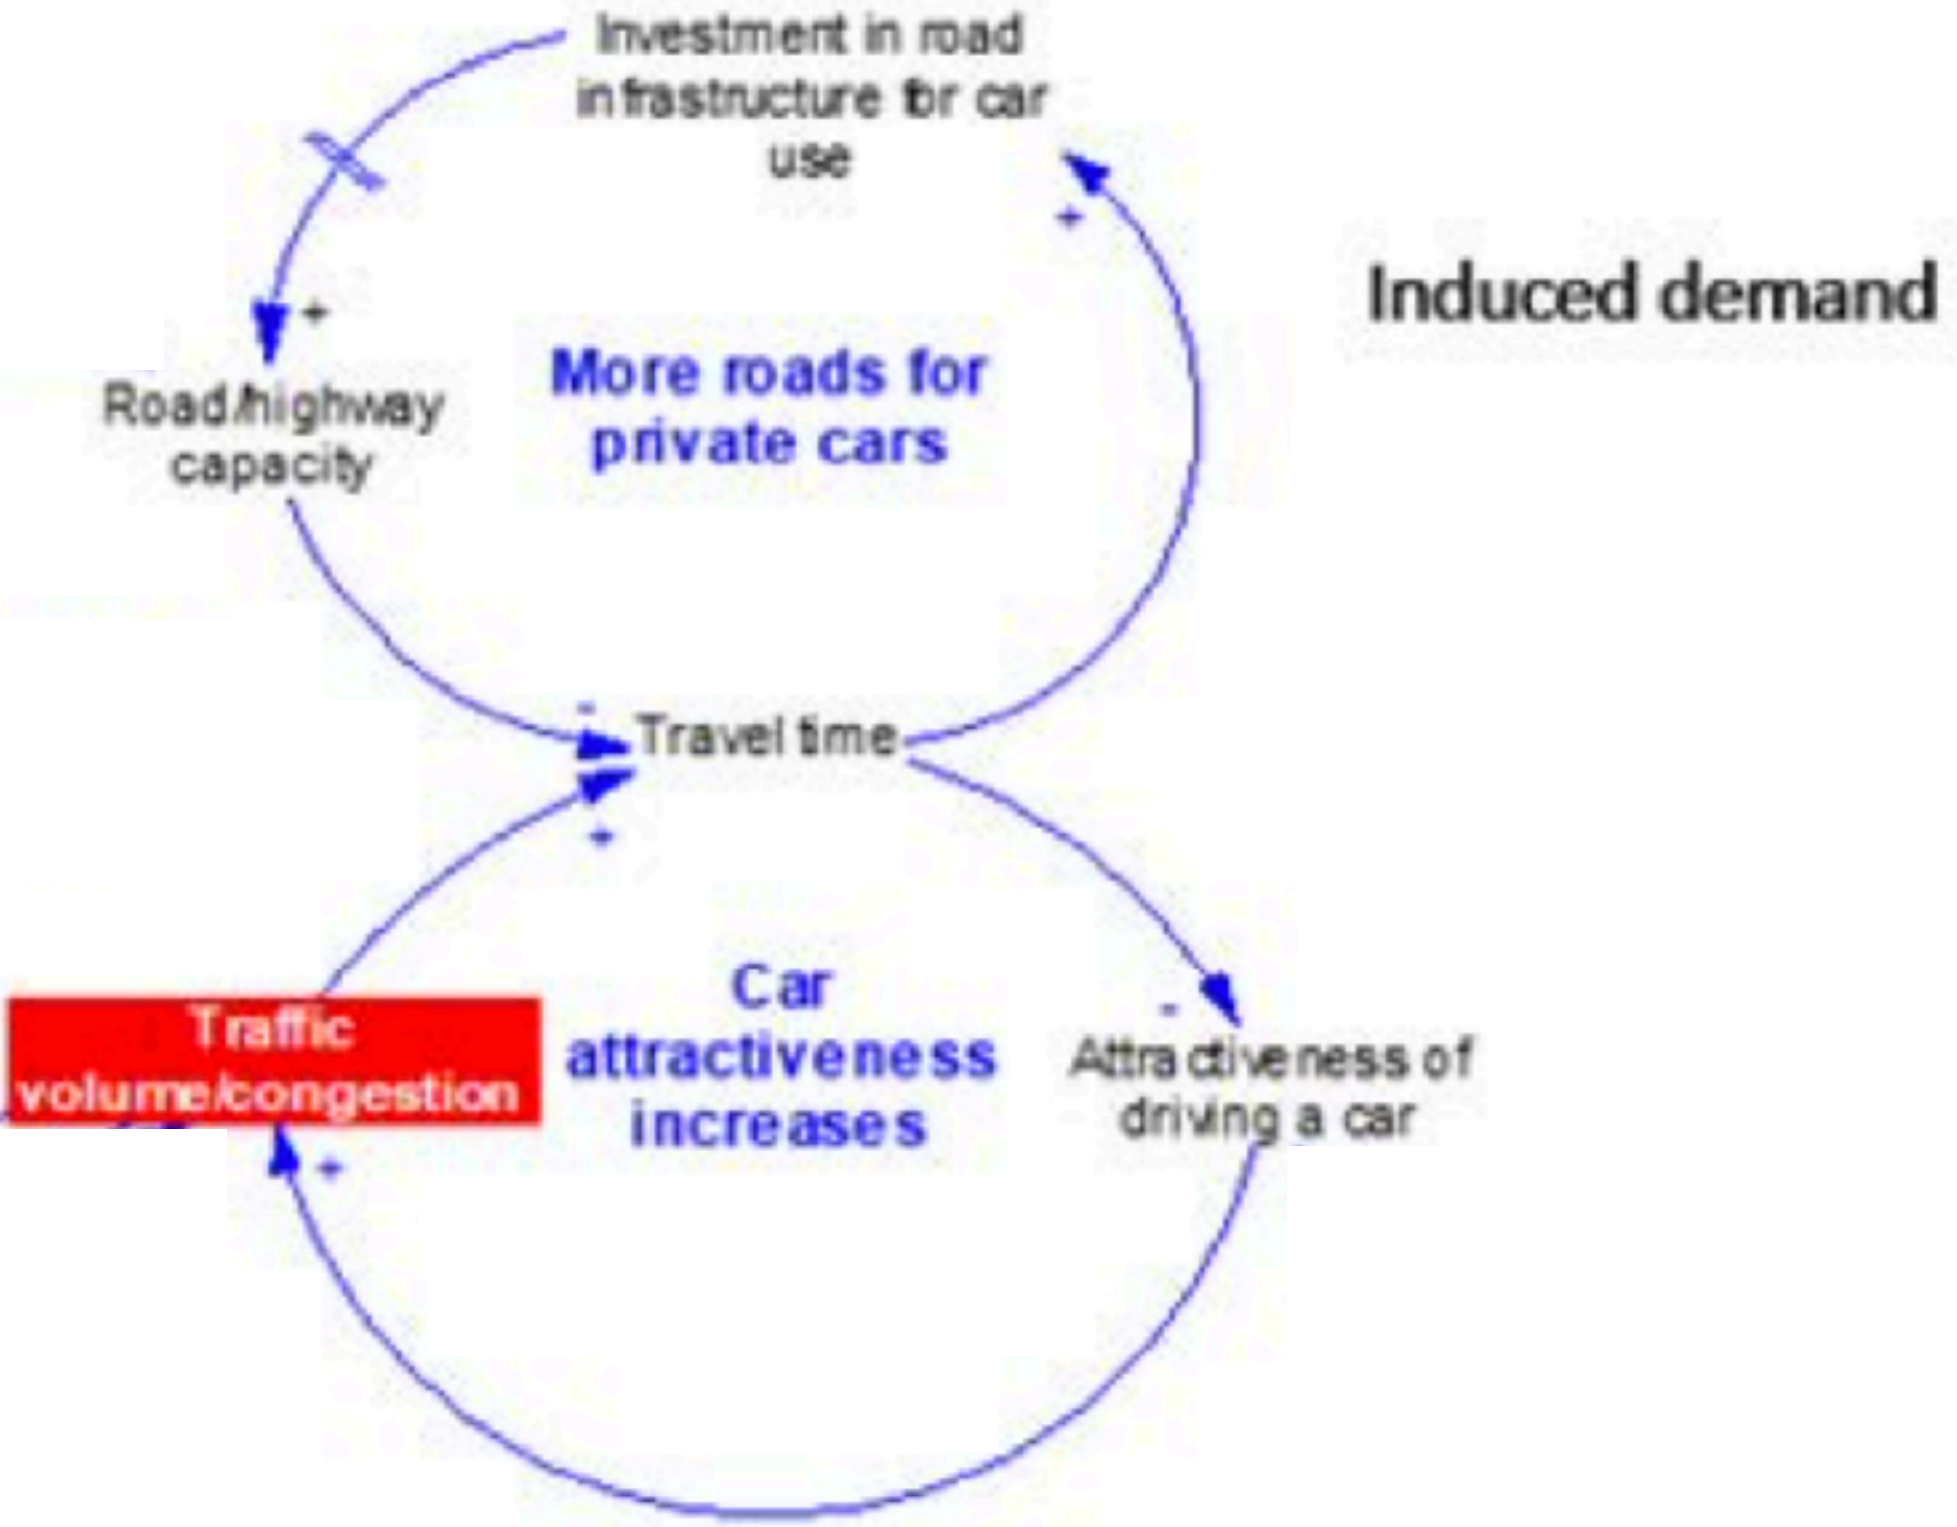 Investment in road
infrastructure for car
use
+
+
Induced demand
More roads for
private cars
Road/highway
capacity
-
Travel time
+
Car
attractiveness
increases
Traffic
volume/congestion
-
Attractiveness of
driving a car
+